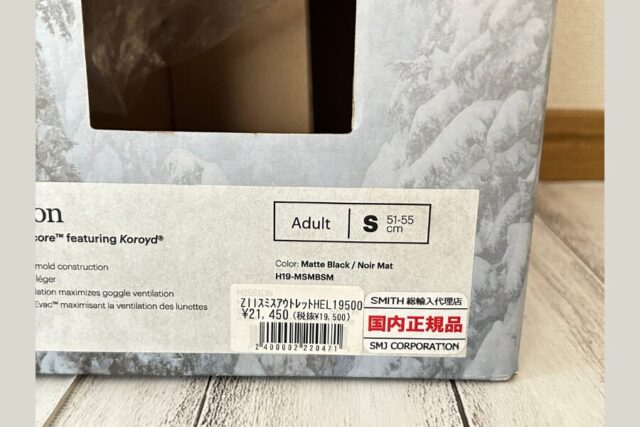 on
core™ featuring Koroyd®
mold construction
léger
lation maximizes goggle ventilation
Evac™ maximisant la ventilation des lunettes
Adult
S
51-55
cm
Color: Matte Black / Noir Mat
H19-MSMBSM
MISSION
Z11スミスアウトレットHEL19500
¥21,450(税抜¥19,500)
2400002220471
SMITH 総輸入代理店
国内正規品
SMJ CORPORATION